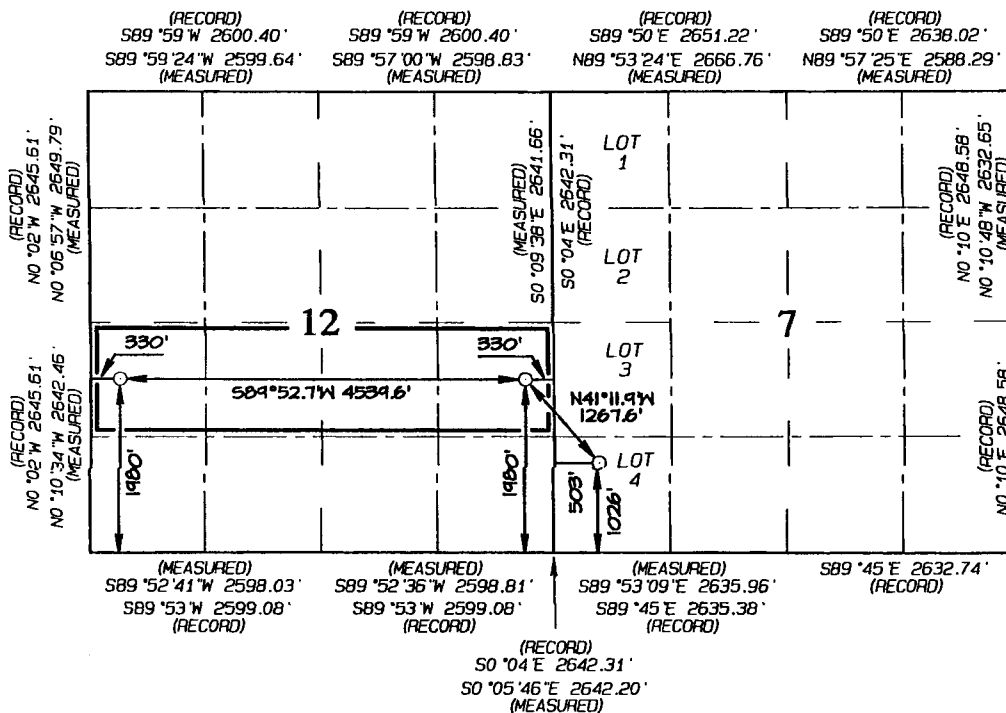 (RECORD)
S89 °59'W 2600.40'
S89 °59'24"W 2599.64'
(MEASURED)
(RECORD)
S89 °59'W 2600.40'
S89 °57'00"W 2598.83'
(MEASURED)
(RECORD)
S89 °50'E 2651.22'
N89 °53'24"E 2666.76'
(MEASURED)
(RECORD)
S89 °50'E 2638.02'
N89 °57'25"E 2588.29'
(MEASURED)
(RECORD)
N0 °02'W 2645.61'
N0 °06'57"W 2649.79'
(MEASURED)
(MEASURED)
S0 °09'38"E 2641.66'
S0 °04'E 2642.31'
(RECORD)
LOT
1
LOT
2
(RECORD)
N0 °10'E 2648.58'
N0 °10'48"W 2632.65'
(MEASURED)
12
7
LOT
3
330'
330'
S89°52.7'W 4539.6'
N41°11.9'W
1267.6'
(RECORD)
N0 °02'W 2645.61'
N0 °10'34"W 2642.46'
(MEASURED)
1980'
1980'
LOT
4
503'
1026'
(RECORD)
N0 °10'E 2648.58'
(MEASURED)
S89 °52'41"W 2598.03'
S89 °53'W 2599.08'
(RECORD)
(MEASURED)
S89 °52'36"W 2598.81'
S89 °53'W 2599.08'
(RECORD)
(MEASURED)
S89 °53'09"E 2635.96'
S89 °45'E 2635.38'
(RECORD)
S89 °45'E 2632.74'
(RECORD)
(RECORD)
S0 °04'E 2642.31'
S0 °05'46"E 2642.20'
(MEASURED)